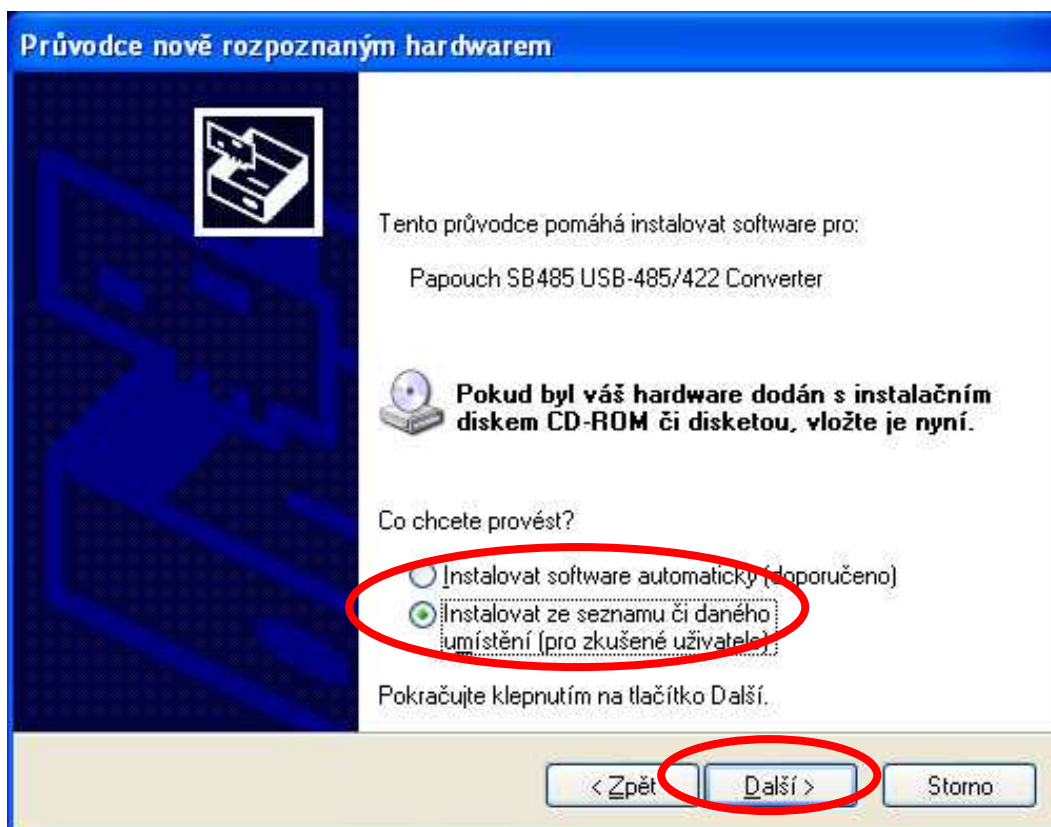 Průvodce nově rozpoznaným hardwarem
Tento průvodce pomáhá instalovat software pro:
Papouch SB485 USB-485/422 Converter
Pokud byl váš hardware dodán s instalačním
diskem CD-ROM či disketou, vložte je nyní.
Co chcete provést?
Instalovat software automaticky (doporučeno)
Instalovat ze seznamu či daného
umístění (pro zkušené uživatele)
Pokračujte klepnutím na tlačítko Další.
< Zpět
Další >
Storno